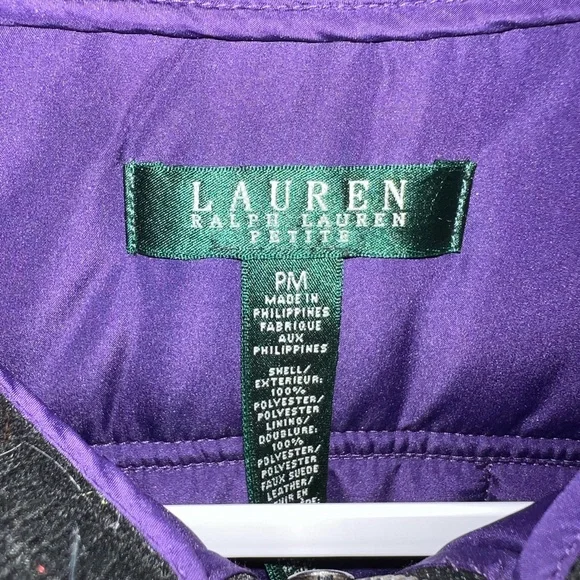 LAUREN
RALPH LAUREN
PETITE
PM
MADE IN
PHILIPPINES
FABRIQUE
AUX
PHILIPPINES
SHELL/
EXTERIEUR:
100%
POLYESTER/
POLYESTER
LINING/
DOUBLURE:
100%
POLYESTER/
POLYESTER
FAUX SUEDE
LEATHER/